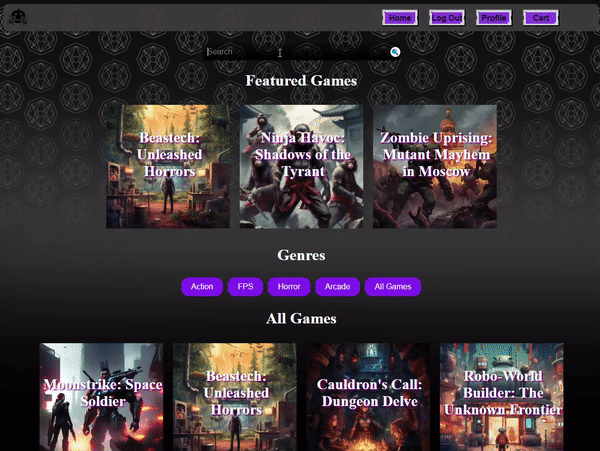 Home Log Out Profile Cart
Search
Featured Games
Beastech:
Unleashed
Horrors
Ninja Havoc:
Shadows of the
Tyrant
Zombie Uprising:
Mutant Mayhem
in Moscow
Genres
Action FPS Horror Arcade All Games
All Games
Moonstrike: Space
Soldier
Beastech:
Unleashed
Horrors
Cauldron's Call:
Dungeon Delve
Robo-World
Builder: The
Unknown Frontier